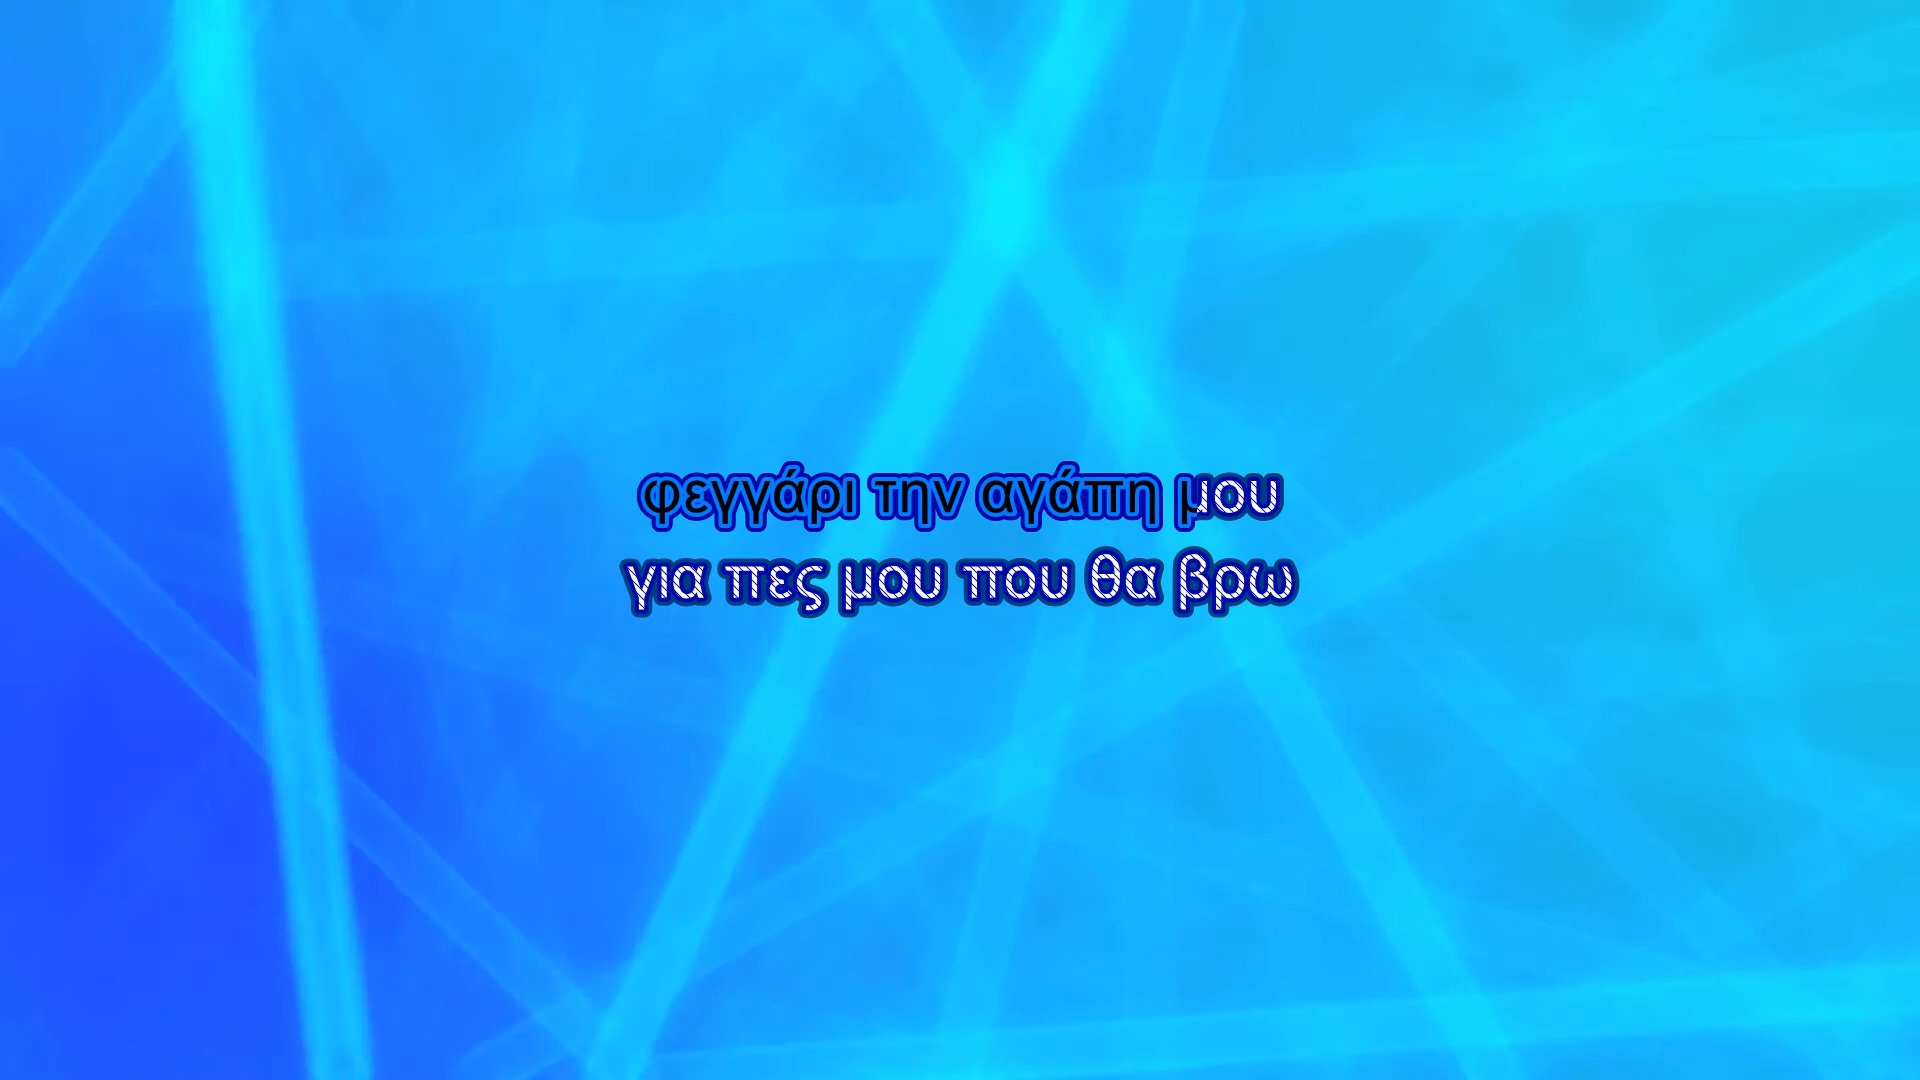 φεγγάρι την αγάπη μου
για πες μου που θα βρω